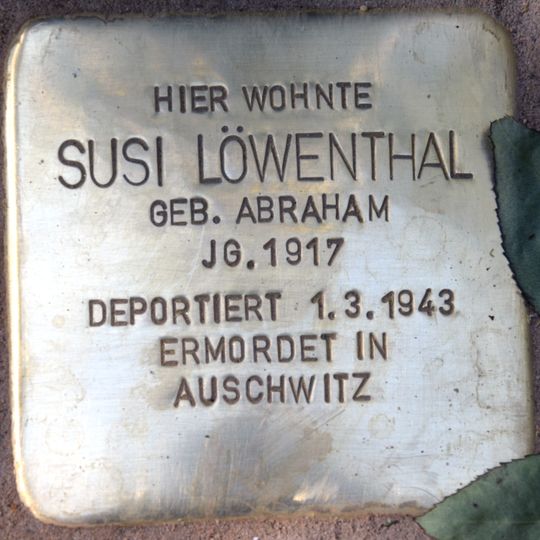 HIER WOHNTE
SUSI LÖWENTHAL
GEB. ABRAHAM
JG. 1917
DEPORTIERT 1.3.1943
ERMORDET IN
AUSCHWITZ